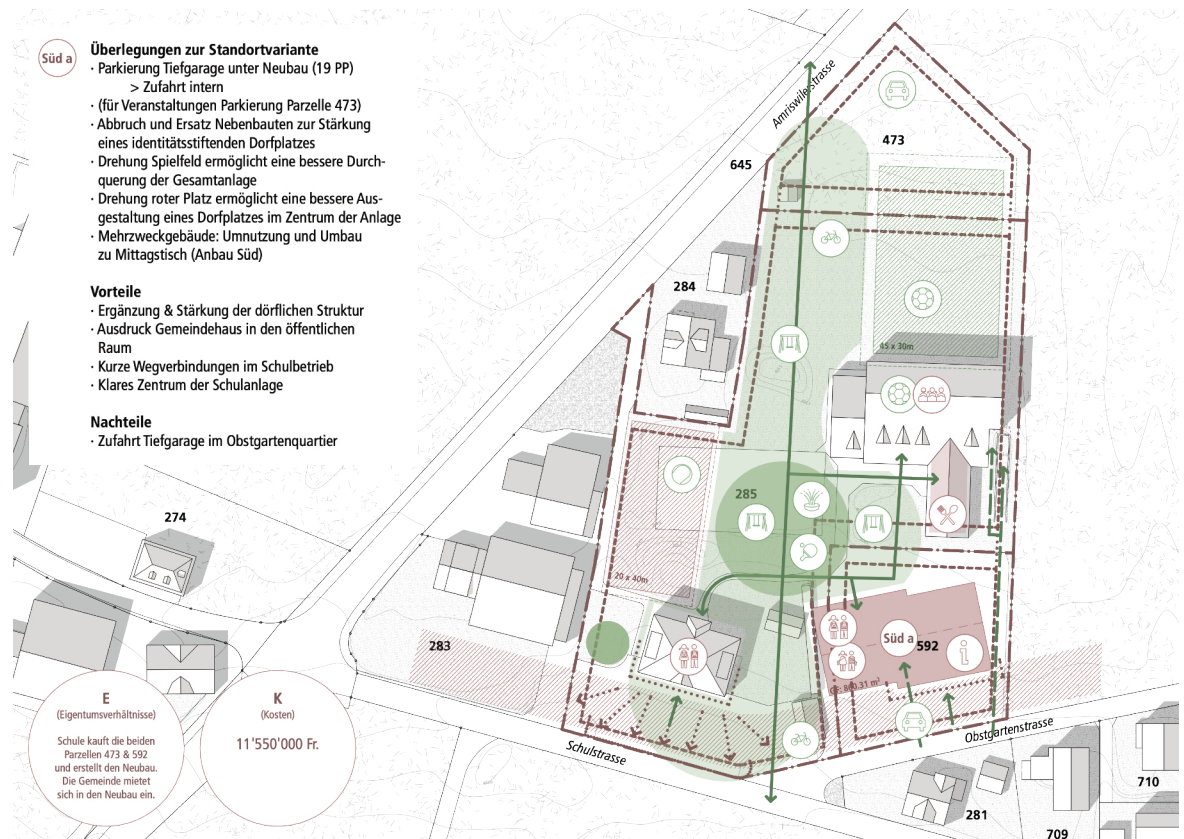 Süd a
Überlegungen zur Standortvariante
· Parkierung Tiefgarage unter Neubau (19 PP)
> Zufahrt intern
· (für Veranstaltungen Parkierung Parzelle 473)
· Abbruch und Ersatz Nebenbauten zur Stärkung
eines identitätsstiftenden Dorfplatzes
· Drehung Spielfeld ermöglicht eine bessere Durch-
querung der Gesamtanlage
· Drehung roter Platz ermöglicht eine bessere Aus-
gestaltung eines Dorfplatzes im Zentrum der Anlage
· Mehrzweckgebäude: Umnutzung und Umbau
zu Mittagstisch (Anbau Süd)
Vorteile
· Ergänzung & Stärkung der dörflichen Struktur
· Ausdruck Gemeindehaus in den öffentlichen
Raum
· Kurze Wegverbindungen im Schulbetrieb
· Klares Zentrum der Schulanlage
Nachteile
· Zufahrt Tiefgarage im Obstgartenquartier
Amriswilerstrasse
473
645
284
45 x 30m
285
274
20 x 40m
283
Süd a
592
Schulstrasse
Obstgartenstrasse
281
710
709
E
(Eigentumsverhältnisse)
Schule kauft die beiden
Parzellen 473 & 592
und erstellt den Neubau.
Die Gemeinde mietet
sich in den Neubau ein.
K
(Kosten)
11'550'000 Fr.